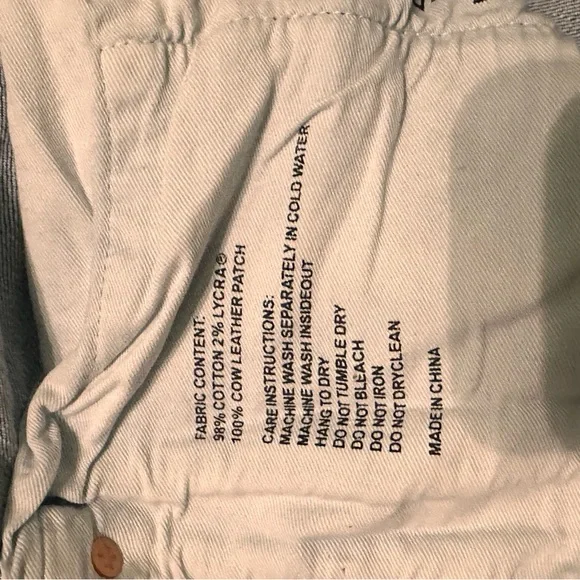 FABRIC CONTENT:
98% COTTON 2% LYCRA®
100% COW LEATHER PATCH
CARE INSTRUCTIONS:
MACHINE WASH SEPARATELY IN COLD WATER
MACHINE WASH INSIDEOUT
HANG TO DRY
DO NOT TUMBLE DRY
DO NOT BLEACH
DO NOT IRON
DO NOT DRYCLEAN
MADE IN CHINA